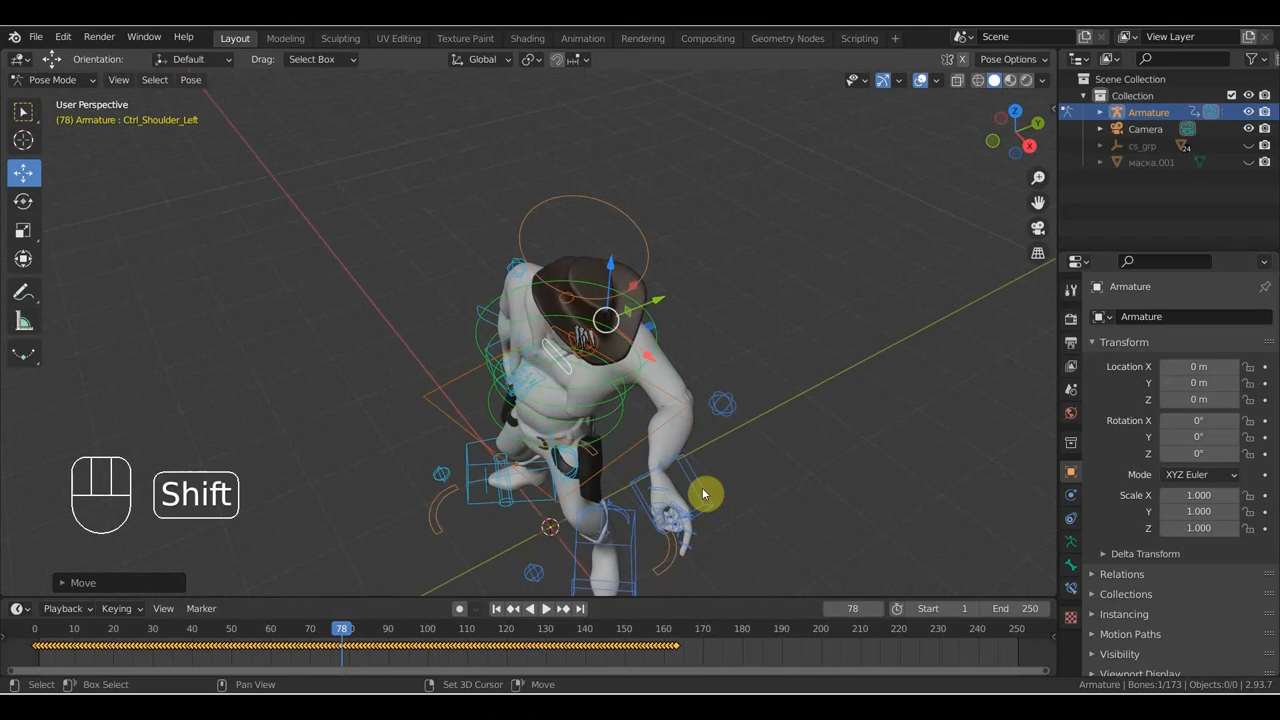 File Edit Render Window Help Layout Modeling Sculpting UV Editing Texture Paint Shading Animation Rendering Compositing Geometry Nodes Scripting + Scene View Layer
Orientation: Default Drag: Select Box Global X Pose Options
Pose Mode View Select Pose
User Perspective
(78) Armature : Ctrl_Shoulder_Left
Z
Y
X
Scene Collection
Collection
Armature
Camera
cs_grp 24
маска.001
Armature
Armature
Transform
Location X 0 m
Y 0 m
Z 0 m
Rotation X 0°
Y 0°
Z 0°
Mode XYZ Euler
Scale X 1.000
Y 1.000
Z 1.000
Delta Transform
Relations
Collections
Instancing
Motion Paths
Visibility
Viewport Display
Shift
Move
Playback Keying View Marker 78 Start 1 End 250
0 10 20 30 40 50 60 70 78 90 100 110 120 130 140 150 160 170 180 190 200 210 220 230 240 250
Select Box Select Pan View Set 3D Cursor Move Armature | Bones:1/173 | Objects:0/0 | 2.93.7